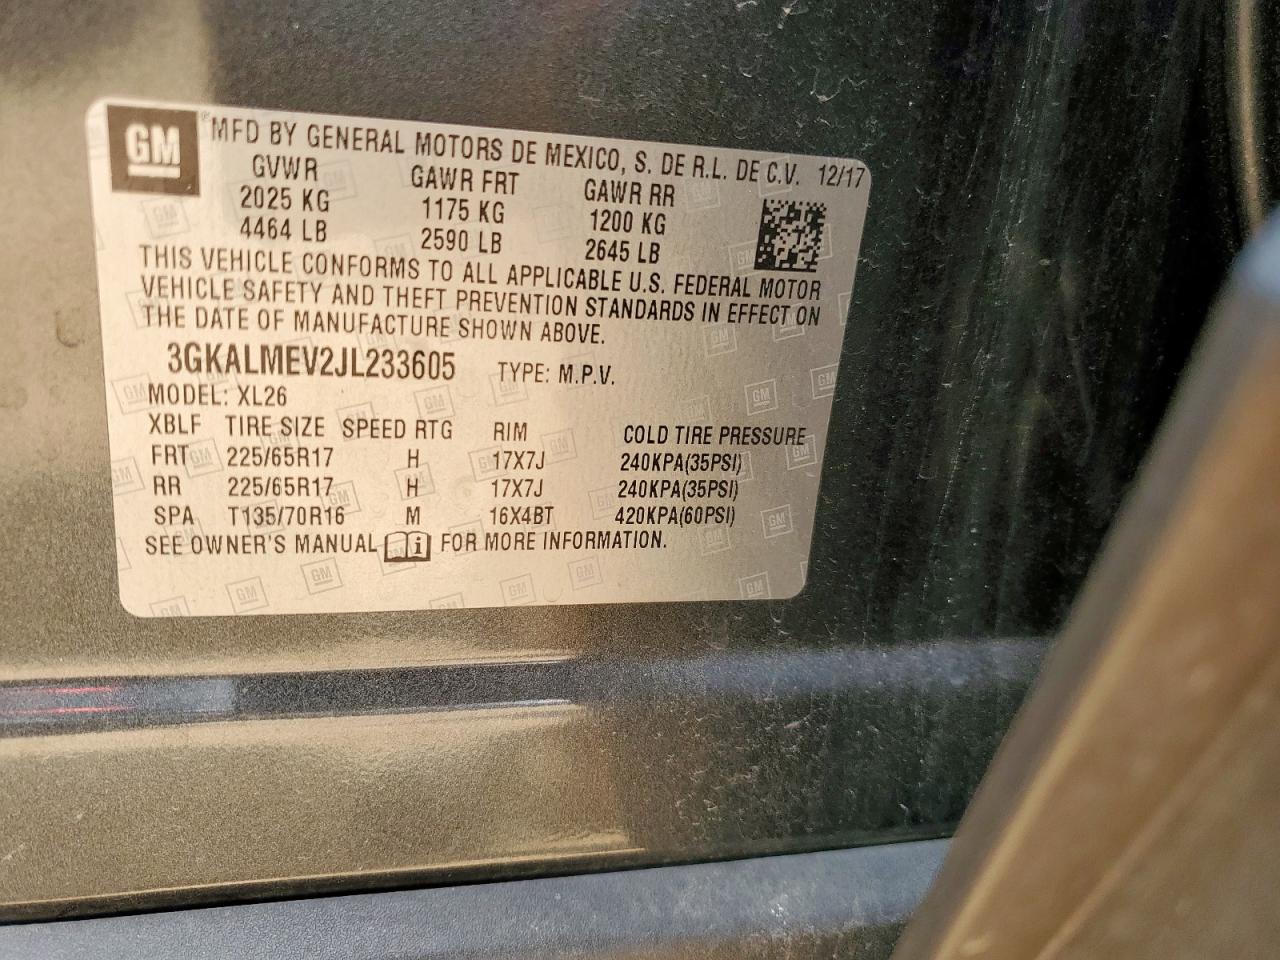 GM
®MFD BY GENERAL MOTORS DE MEXICO, S. DE R.L. DE C.V. 12/17
GVWR GAWR FRT GAWR RR
2025 KG 1175 KG 1200 KG
4464 LB 2590 LB 2645 LB
THIS VEHICLE CONFORMS TO ALL APPLICABLE U.S. FEDERAL MOTOR
VEHICLE SAFETY AND THEFT PREVENTION STANDARDS IN EFFECT ON
THE DATE OF MANUFACTURE SHOWN ABOVE.
3GKALMEV2JL233605 TYPE: M.P.V.
MODEL: XL26
XBLF TIRE SIZE SPEED RTG RIM COLD TIRE PRESSURE
FRT 225/65R17 H 17X7J 240KPA(35PSI)
RR 225/65R17 H 17X7J 240KPA(35PSI)
SPA T135/70R16 M 16X4BT 420KPA(60PSI)
SEE OWNER'S MANUAL i FOR MORE INFORMATION.